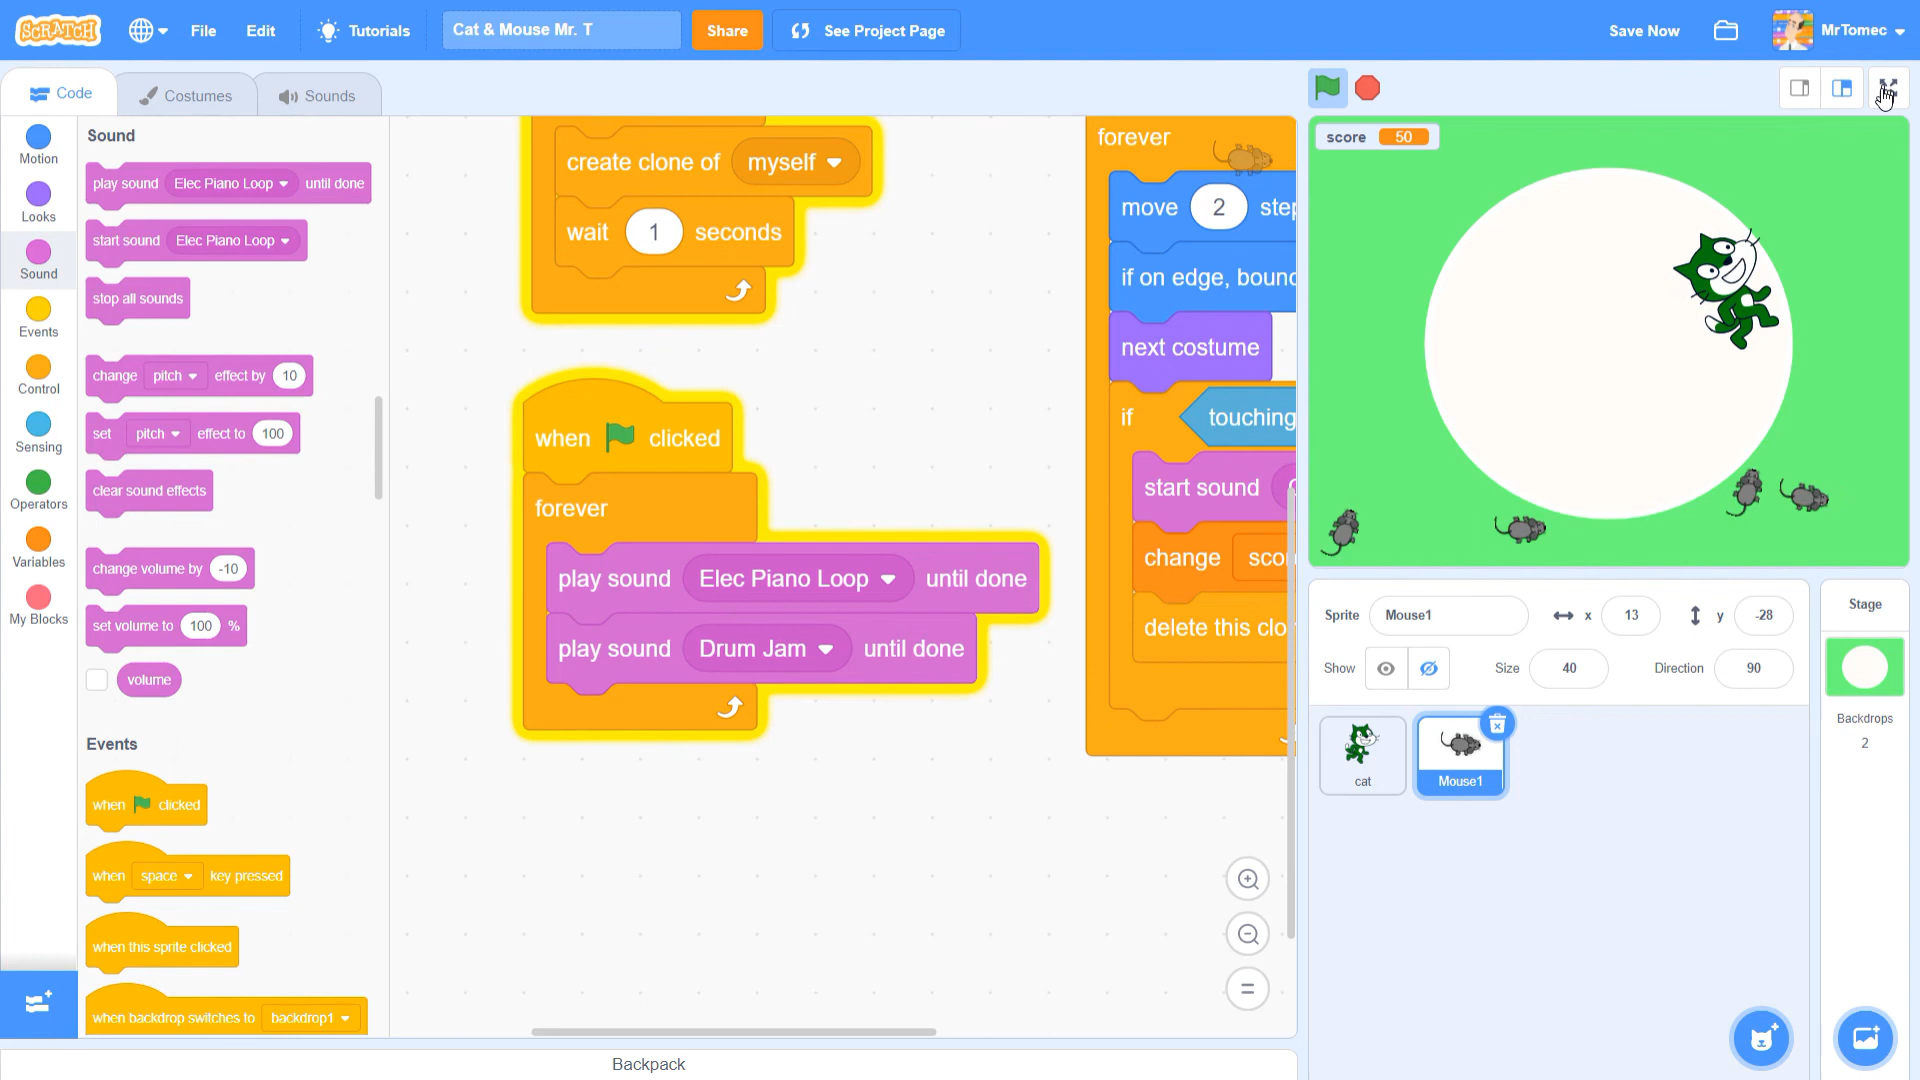 SCRATCH
File
Edit
Tutorials
Cat & Mouse Mr. T
Share
See Project Page
Save Now
MrTomec
Code
Costumes
Sounds
Motion
Looks
Sound
Events
Control
Sensing
Operators
Variables
My Blocks
Sound
play sound Elec Piano Loop until done
start sound Elec Piano Loop
stop all sounds
change pitch effect by 10
set pitch effect to 100
clear sound effects
change volume by -10
set volume to 100 %
volume
Events
when clicked
when space key pressed
when this sprite clicked
when backdrop switches to backdrop1
create clone of myself
wait 1 seconds
when clicked
forever
play sound Elec Piano Loop until done
play sound Drum Jam until done
forever
move 2 step
if on edge, bounc
next costume
if touching
start sound
change scor
delete this clo
score 50
Sprite Mouse1 x 13 y -28
Show Size 40 Direction 90
cat
Mouse1
Stage
Backdrops
2
Backpack